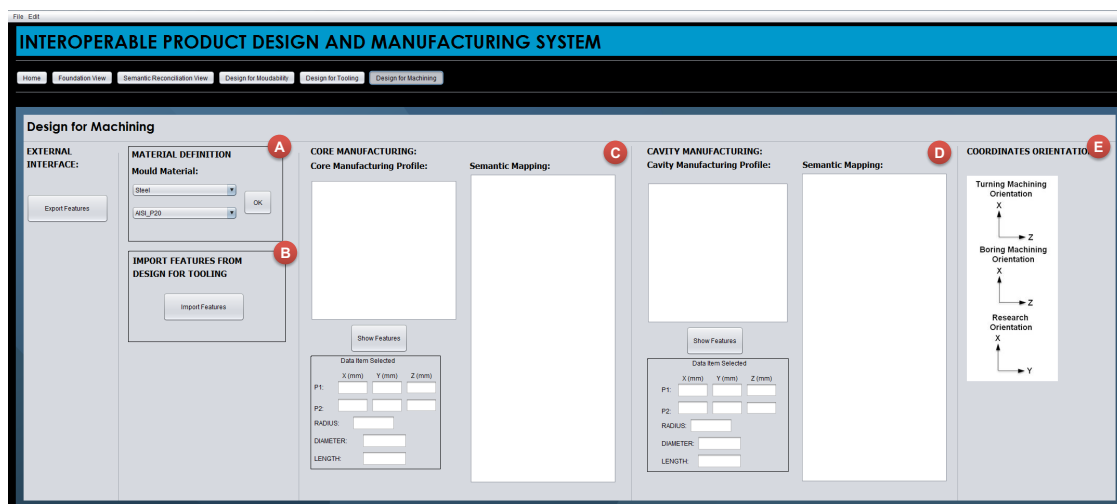 File Edit
INTEROPERABLE PRODUCT DESIGN AND MANUFACTURING SYSTEM
Home Foundation View Semantic Reconciliation View Design for Moudability Design for Tooling Design for Machining
Design for Machining
EXTERNAL
INTERFACE:
Export Features
A
MATERIAL DEFINITION
Mould Material:
Steel
AISI_P20
OK
B
IMPORT FEATURES FROM
DESIGN FOR TOOLING
Import Features
C
CORE MANUFACTURING:
Core Manufacturing Profile: Semantic Mapping:
Show Features
Data Item Selected
X (mm) Y (mm) Z (mm)
P1:
P2:
RADIUS:
DIAMETER:
LENGTH:
D
CAVITY MANUFACTURING:
Cavity Manufacturing Profile: Semantic Mapping:
Show Features
Data Item Selected
X (mm) Y (mm) Z (mm)
P1:
P2:
RADIUS:
DIAMETER:
LENGTH:
E
COORDINATES ORIENTATION
Turning Machining
Orientation
X
Z
Boring Machining
Orientation
X
Z
Research
Orientation
X
Y